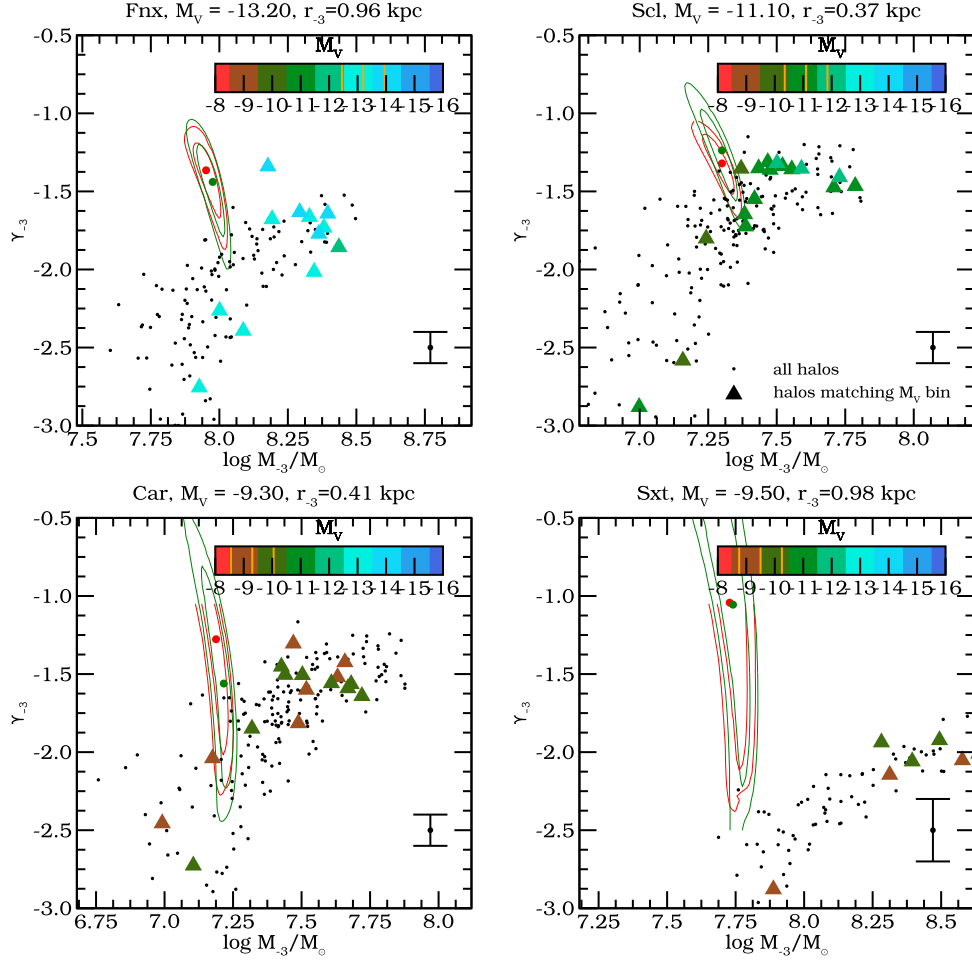 Fnx, M_V = -13.20, r_-3=0.96 kpc
M_V
-8 -9 -10 -11 -12 -13 -14 -15 -16
-0.5
-1.0
-1.5
-2.0
-2.5
-3.0
γ_-3
7.5 7.75 8.0 8.25 8.5 8.75
log M_-3/M_⊙
Scl, M_V = -11.10, r_-3=0.37 kpc
M_V
-8 -9 -10 -11 -12 -13 -14 -15 -16
-0.5
-1.0
-1.5
-2.0
-2.5
-3.0
γ_-3
all halos
halos matching M_V bin
7.0 7.25 7.5 7.75 8.0
log M_-3/M_⊙
Car, M_V = -9.30, r_-3=0.41 kpc
M_V
-8 -9 -10 -11 -12 -13 -14 -15 -16
-0.5
-1.0
-1.5
-2.0
-2.5
-3.0
γ_-3
6.75 7.0 7.25 7.5 7.75 8.0
log M_-3/M_⊙
Sxt, M_V = -9.50, r_-3=0.98 kpc
M_V
-8 -9 -10 -11 -12 -13 -14 -15 -16
-0.5
-1.0
-1.5
-2.0
-2.5
-3.0
γ_-3
7.25 7.5 7.75 8.0 8.25 8.5
log M_-3/M_⊙